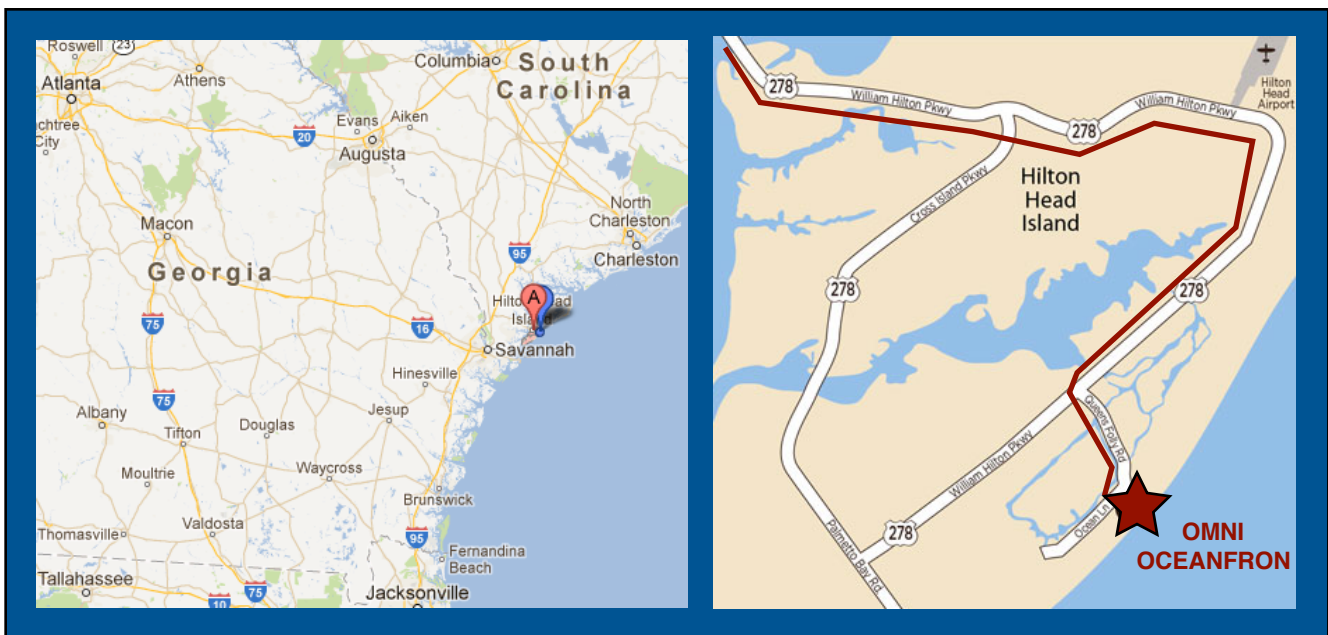 Roswell
23
Atlanta
Athens
Columbia
South
Carolina
chtree
City
Evans
Aiken
20
Augusta
North
Charleston
Macon
95
Charleston
Georgia
A
Hilton Head
Island
75
16
Savannah
Hinesville
75
Albany
Jesup
Tifton
Douglas
Moultrie
Waycross
Brunswick
Thomasville
Valdosta
95
Fernandina
Beach
Tallahassee
75
10
Jacksonville
278
William Hilton Pkwy
William Hilton Pkwy
Hilton
Head
Airport
278
Cross Island Pkwy
Hilton
Head
Island
278
278
Queens Folly Rd
William Hilton Pkwy
Ocean Ln
278
Palmetto Bay Rd
OMNI
OCEANFRON